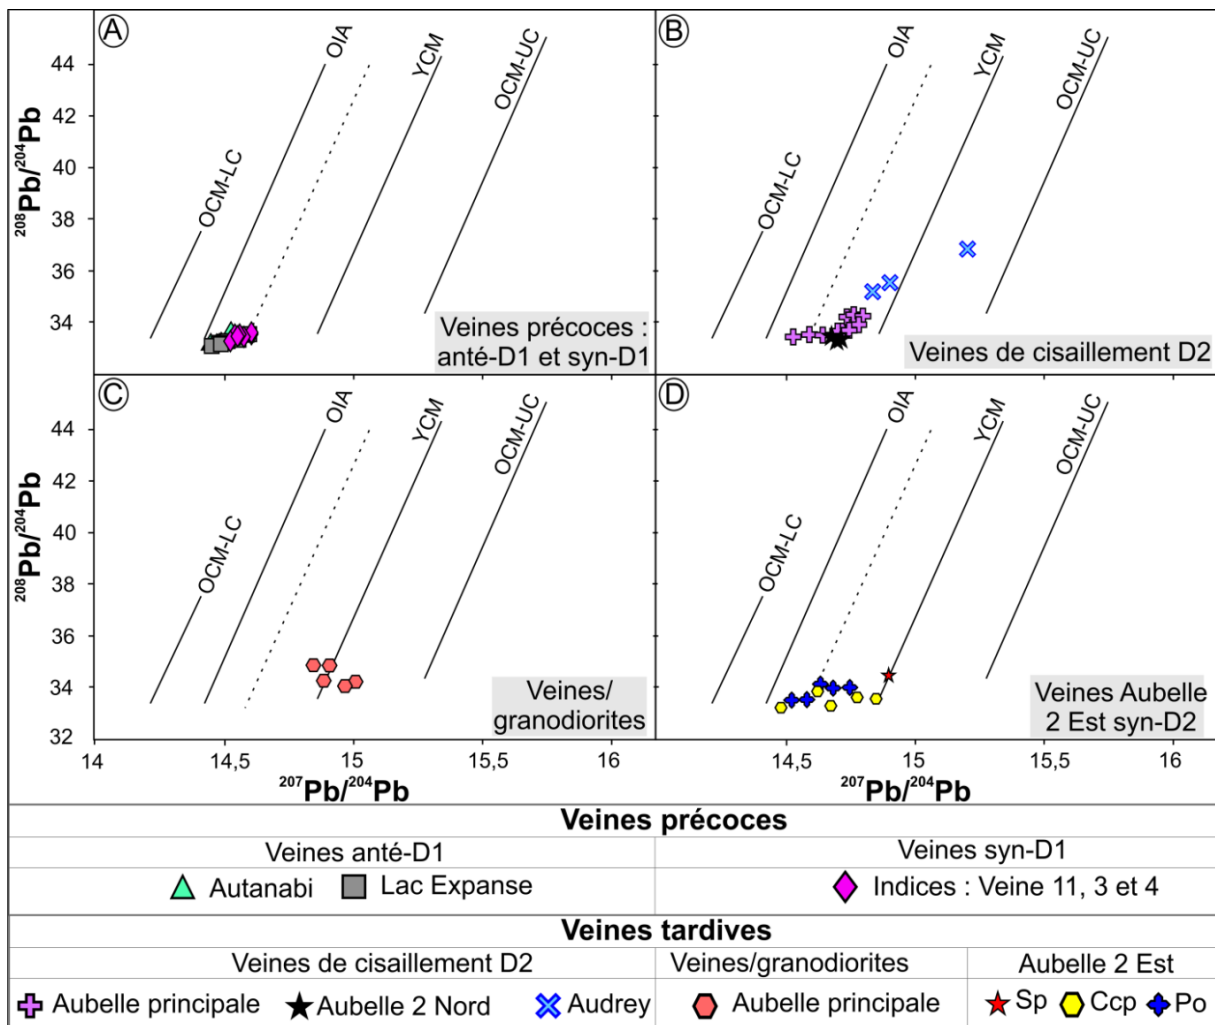 A
44
42
40
38
36
34
208Pb/204Pb
OCM-LC
OIA
YCM
OCM-UC
Veines précoces :
anté-D1 et syn-D1
B
OCM-LC
OIA
YCM
OCM-UC
Veines de cisaillement D2
C
44
42
40
38
36
34
32
208Pb/204Pb
OCM-LC
OIA
YCM
OCM-UC
Veines/
granodiorites
14
14,5
15
15,5
16
207Pb/204Pb
D
OCM-LC
OIA
YCM
OCM-UC
Veines Aubelle
2 Est syn-D2
14,5
15
15,5
16
207Pb/204Pb
Veines précoces
Veines anté-D1
Veines syn-D1
Autanabi
Lac Expanse
Indices : Veine 11, 3 et 4
Veines tardives
Veines de cisaillement D2
Veines/granodiorites
Aubelle 2 Est
Aubelle principale
Aubelle 2 Nord
Audrey
Aubelle principale
Sp
Ccp
Po